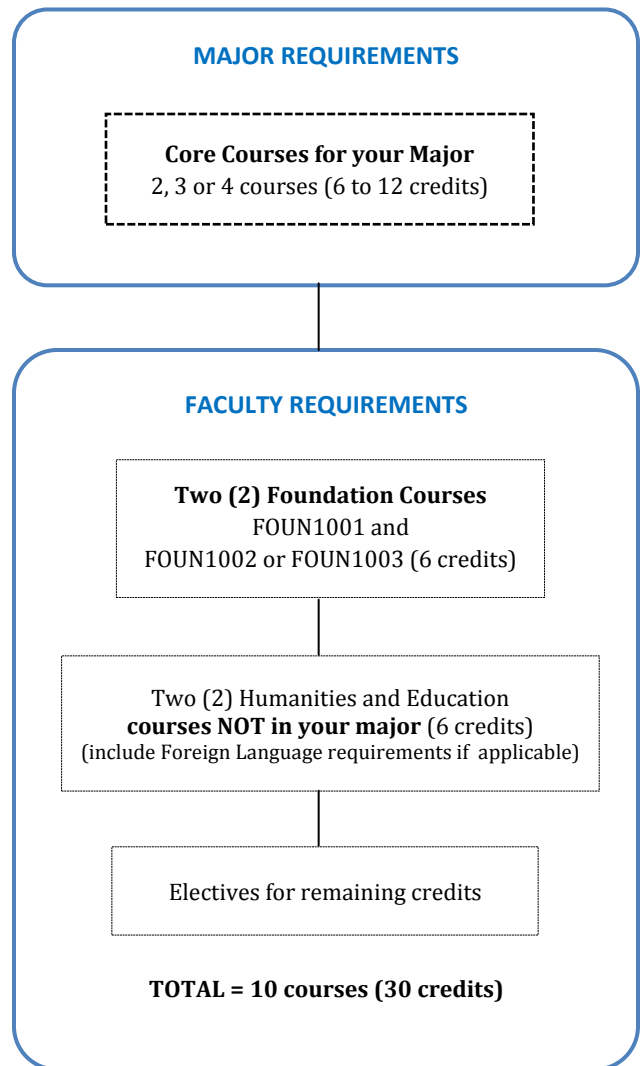 MAJOR REQUIREMENTS
Core Courses for your Major
2, 3 or 4 courses (6 to 12 credits)
FACULTY REQUIREMENTS
Two (2) Foundation Courses
FOUN1001 and
FOUN1002 or FOUN1003 (6 credits)
Two (2) Humanities and Education
courses NOT in your major (6 credits)
(include Foreign Language requirements if applicable)
Electives for remaining credits
TOTAL = 10 courses (30 credits)